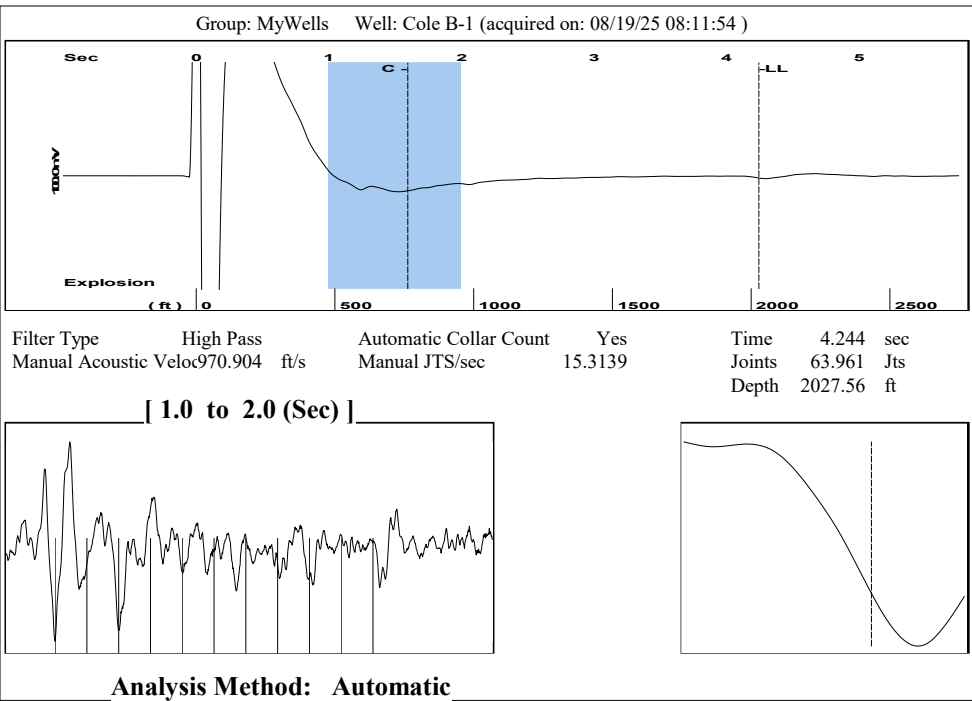 Group: MyWells Well: Cole B-1 (acquired on: 08/19/25 08:11:54 )
Sec 0 1 2 3 4 5
C LL
mV
Explosion
( ft ) 0 500 1000 1500 2000 2500
Filter Type High Pass Automatic Collar Count Yes Time 4.244 sec
Manual Acoustic Veloc970.904 ft/s Manual JTS/sec 15.3139 Joints 63.961 Jts
Depth 2027.56 ft
[ 1.0 to 2.0 (Sec) ]
Analysis Method: Automatic